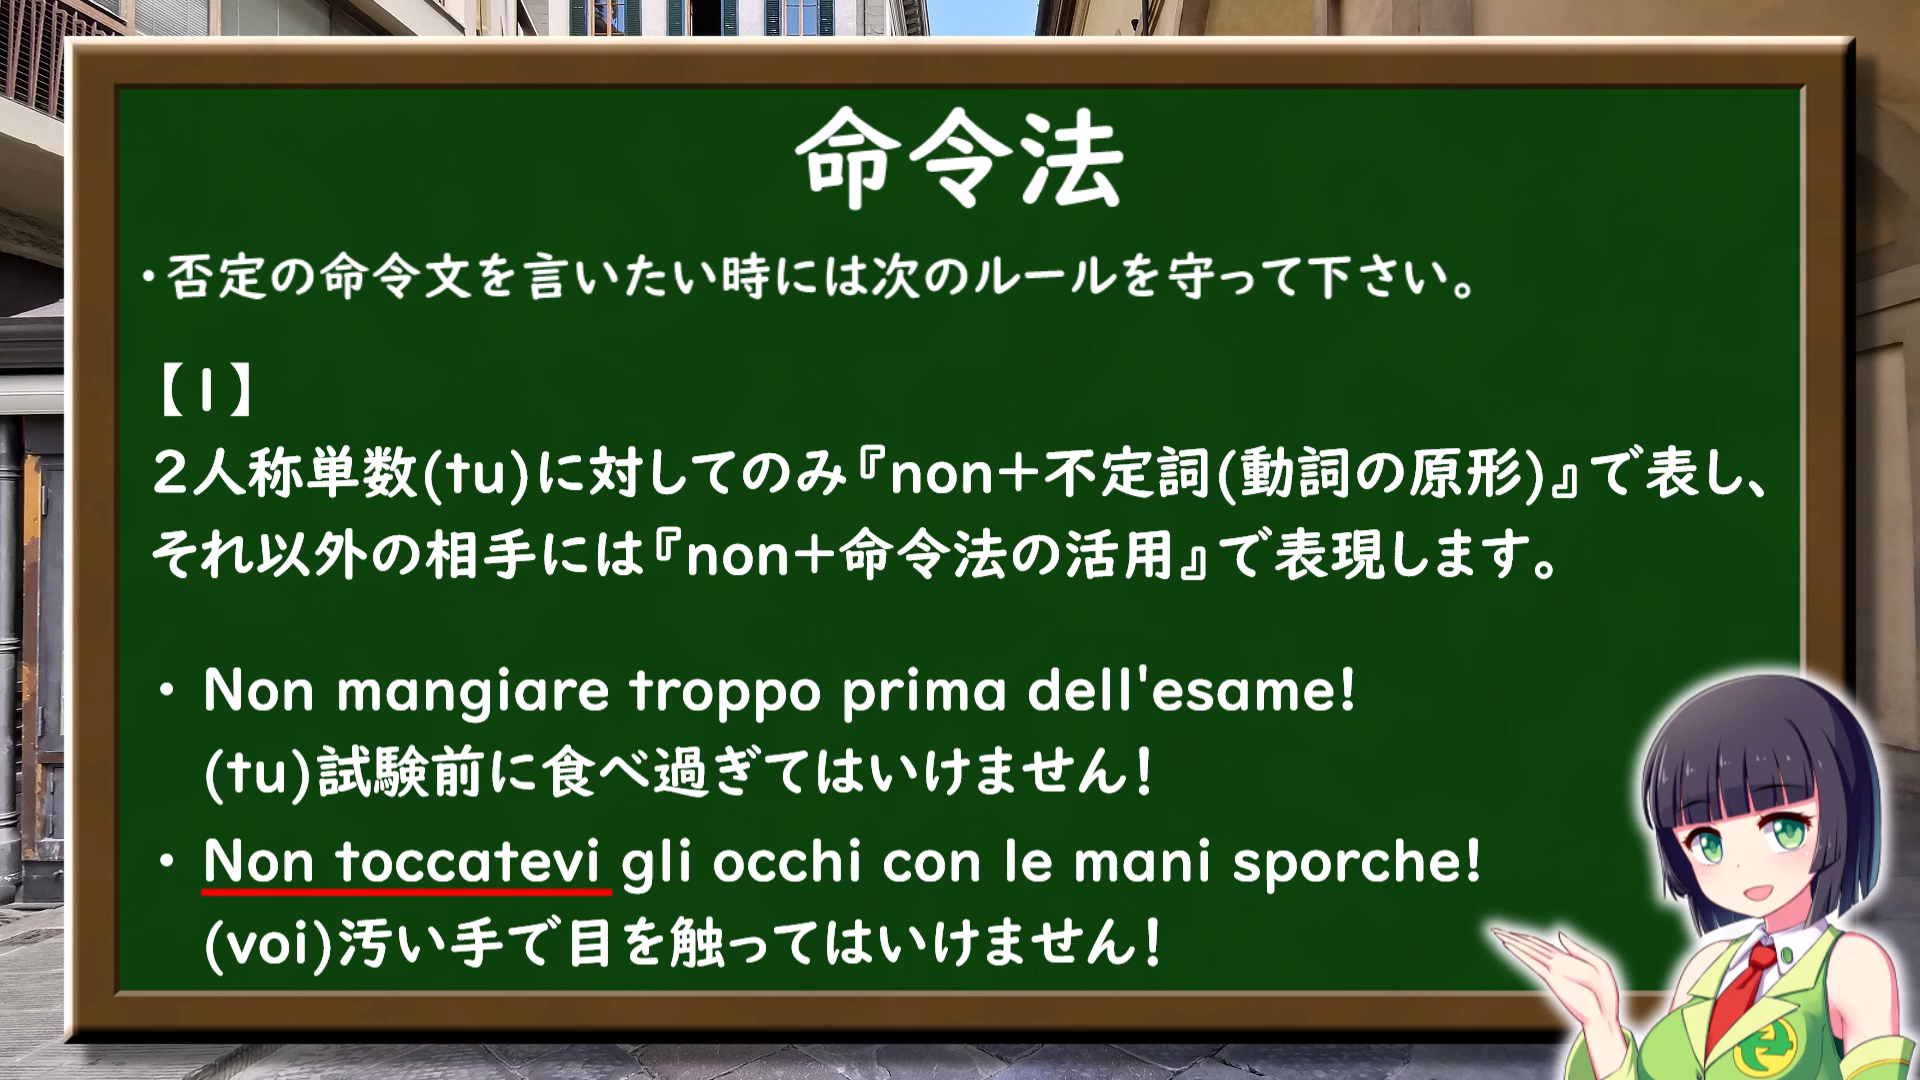 命令法
・否定の命令文を言いたい時には次のルールを守って下さい。
【1】
2人称単数(tu)に対してのみ『non+不定詞(動詞の原形)』で表し、
それ以外の相手には『non+命令法の活用』で表現します。
・ Non mangiare troppo prima dell'esame!
(tu)試験前に食べ過ぎてはいけません!
・ Non toccatevi gli occhi con le mani sporche!
(voi)汚い手で目を触ってはいけません!